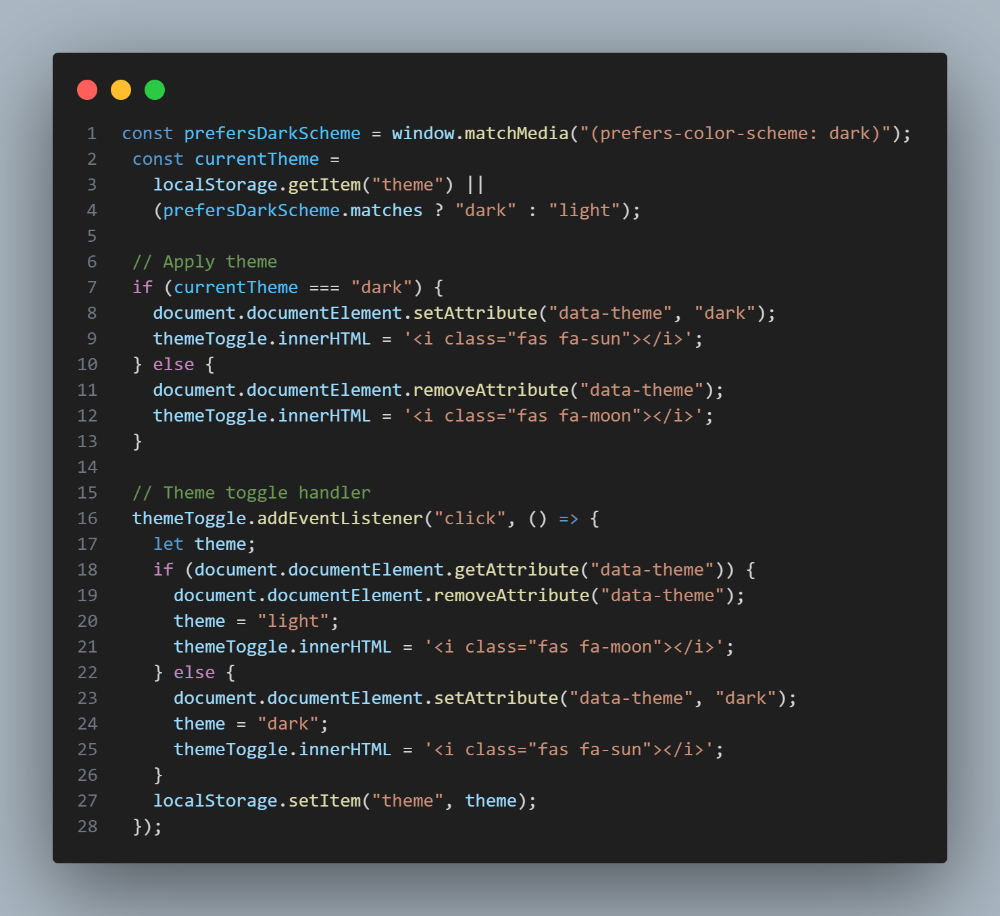 1 const prefersDarkScheme = window.matchMedia("(prefers-color-scheme: dark)");
2 const currentTheme =
3 localStorage.getItem("theme") ||
4 (prefersDarkScheme.matches ? "dark" : "light");
5
6 // Apply theme
7 if (currentTheme === "dark") {
8 document.documentElement.setAttribute("data-theme", "dark");
9 themeToggle.innerHTML = '<i class="fas fa-sun"></i>';
10 } else {
11 document.documentElement.removeAttribute("data-theme");
12 themeToggle.innerHTML = '<i class="fas fa-moon"></i>';
13 }
14
15 // Theme toggle handler
16 themeToggle.addEventListener("click", () => {
17 let theme;
18 if (document.documentElement.getAttribute("data-theme")) {
19 document.documentElement.removeAttribute("data-theme");
20 theme = "light";
21 themeToggle.innerHTML = '<i class="fas fa-moon"></i>';
22 } else {
23 document.documentElement.setAttribute("data-theme", "dark");
24 theme = "dark";
25 themeToggle.innerHTML = '<i class="fas fa-sun"></i>';
26 }
27 localStorage.setItem("theme", theme);
28 });